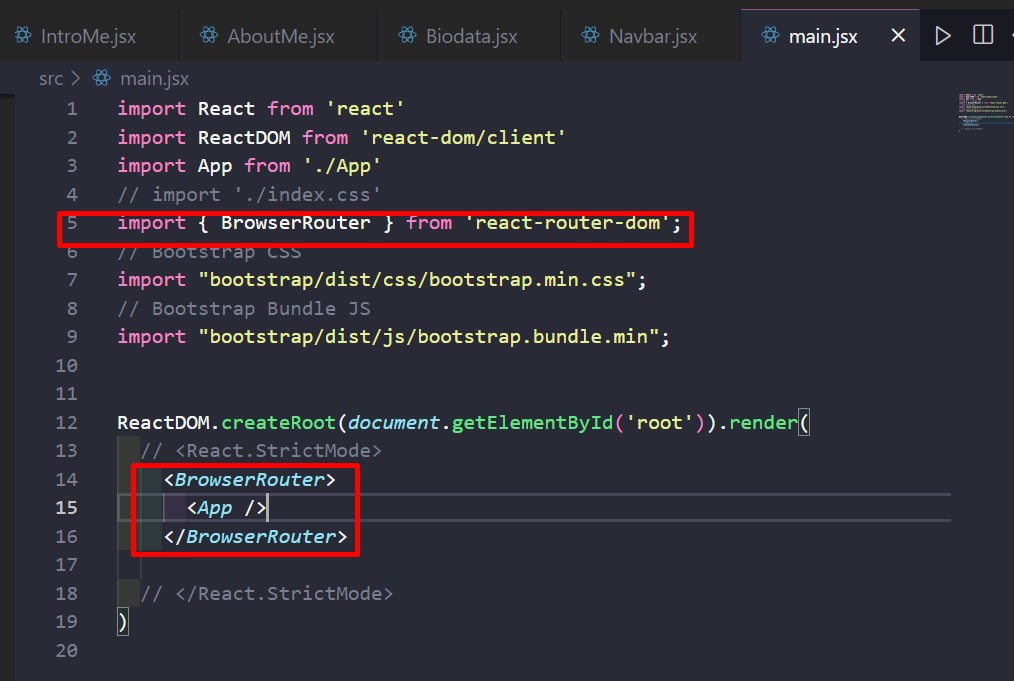 IntroMe.jsx AboutMe.jsx Biodata.jsx Navbar.jsx main.jsx
src > main.jsx
1 import React from 'react'
2 import ReactDOM from 'react-dom/client'
3 import App from './App'
4 // import './index.css'
5 import { BrowserRouter } from 'react-router-dom';
6 // Bootstrap CSS
7 import "bootstrap/dist/css/bootstrap.min.css";
8 // Bootstrap Bundle JS
9 import "bootstrap/dist/js/bootstrap.bundle.min";
10
11
12 ReactDOM.createRoot(document.getElementById('root')).render(
13 // <React.StrictMode>
14 <BrowserRouter>
15 <App />
16 </BrowserRouter>
17
18 // </React.StrictMode>
19 )
20